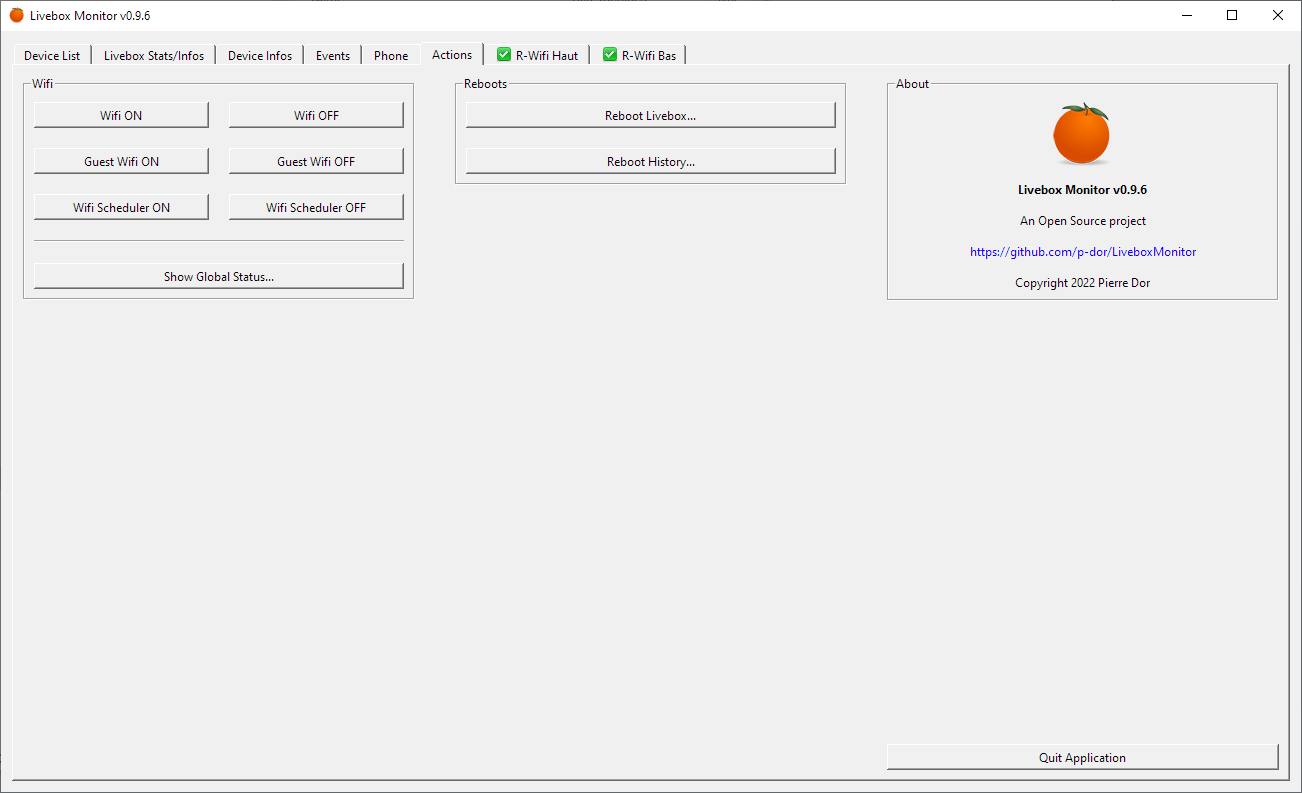 Livebox Monitor v0.9.6
Device List Livebox Stats/Infos Device Infos Events Phone Actions R-Wifi Haut R-Wifi Bas
Wifi
Wifi ON Wifi OFF
Guest Wifi ON Guest Wifi OFF
Wifi Scheduler ON Wifi Scheduler OFF
Show Global Status...
Reboots
Reboot Livebox...
Reboot History...
About
Livebox Monitor v0.9.6
An Open Source project
https://github.com/p-dor/LiveboxMonitor
Copyright 2022 Pierre Dor
Quit Application